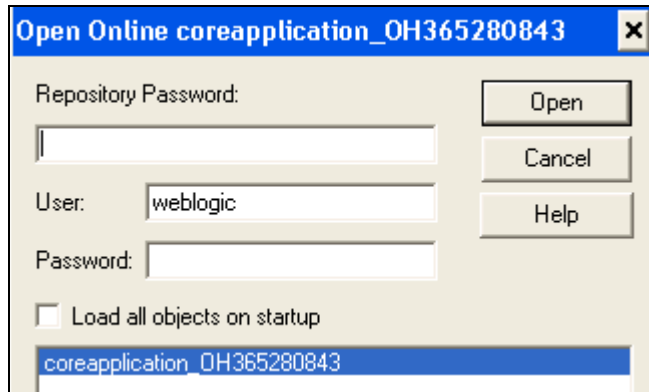 Open Online coreapplication_OH365280843
Repository Password:
Open
Cancel
User: weblogic
Help
Password:
Load all objects on startup
coreapplication_OH365280843